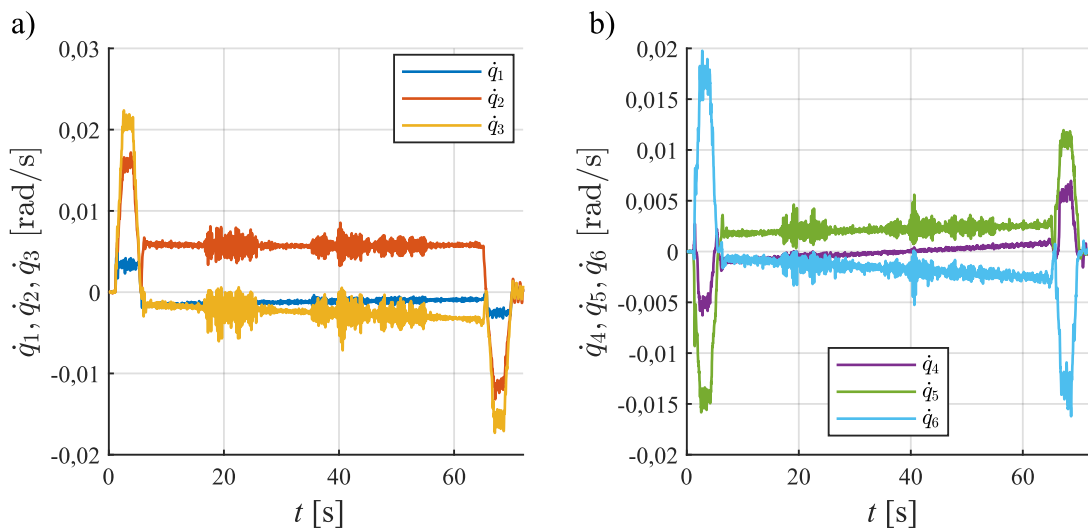 a)
0,03
0,02
0,01
0
-0,01
-0,02
q̇₁, q̇₂, q̇₃ [rad/s]
0
20
40
60
t [s]
q̇₁
q̇₂
q̇₃
b)
0,02
0,015
0,01
0,005
0
-0,005
-0,01
-0,015
-0,02
q̇₄, q̇₅, q̇₆ [rad/s]
0
20
40
60
t [s]
q̇₄
q̇₅
q̇₆